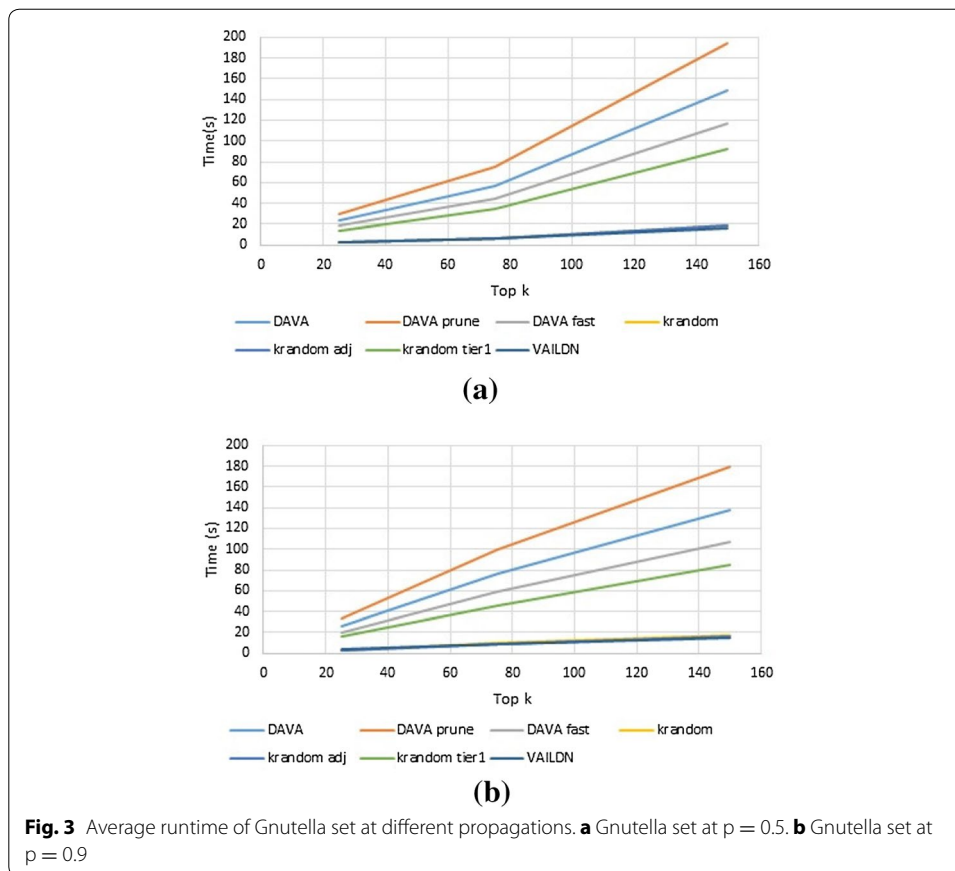 200
180
160
140
120
100
80
60
40
20
0
Time(s)
0 20 40 60 80 100 120 140 160
Top k
DAVA DAVA prune DAVA fast krandom
krandom adj krandom tier1 VAILDN
(a)
200
180
160
140
120
100
80
60
40
20
0
Time (s)
0 20 40 60 80 100 120 140 160
Top k
DAVA DAVA prune DAVA fast krandom
krandom adj krandom tier1 VAILDN
(b)
Fig. 3 Average runtime of Gnutella set at different propagations. a Gnutella set at p = 0.5. b Gnutella set at
p = 0.9